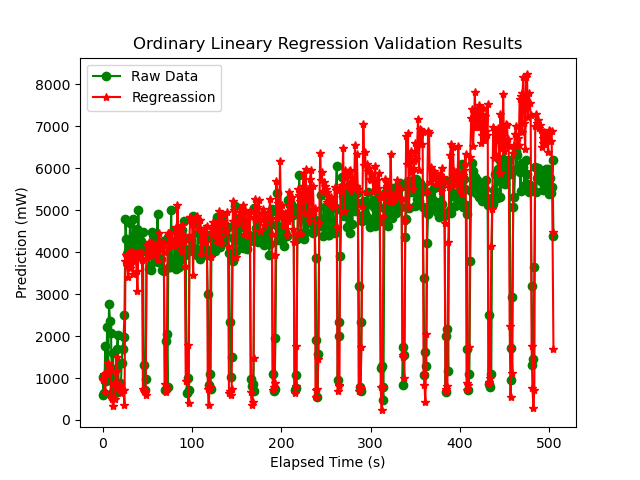 Ordinary Lineary Regression Validation Results
Raw Data
Regreassion
Prediction (mW)
8000
7000
6000
5000
4000
3000
2000
1000
0
0 100 200 300 400 500
Elapsed Time (s)